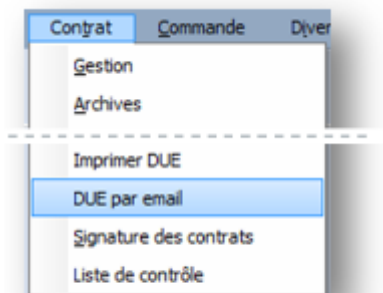 Contrat Commande Diver
Gestion
Archives
Imprimer DUE
DUE par email
Signature des contrats
Liste de contrôle